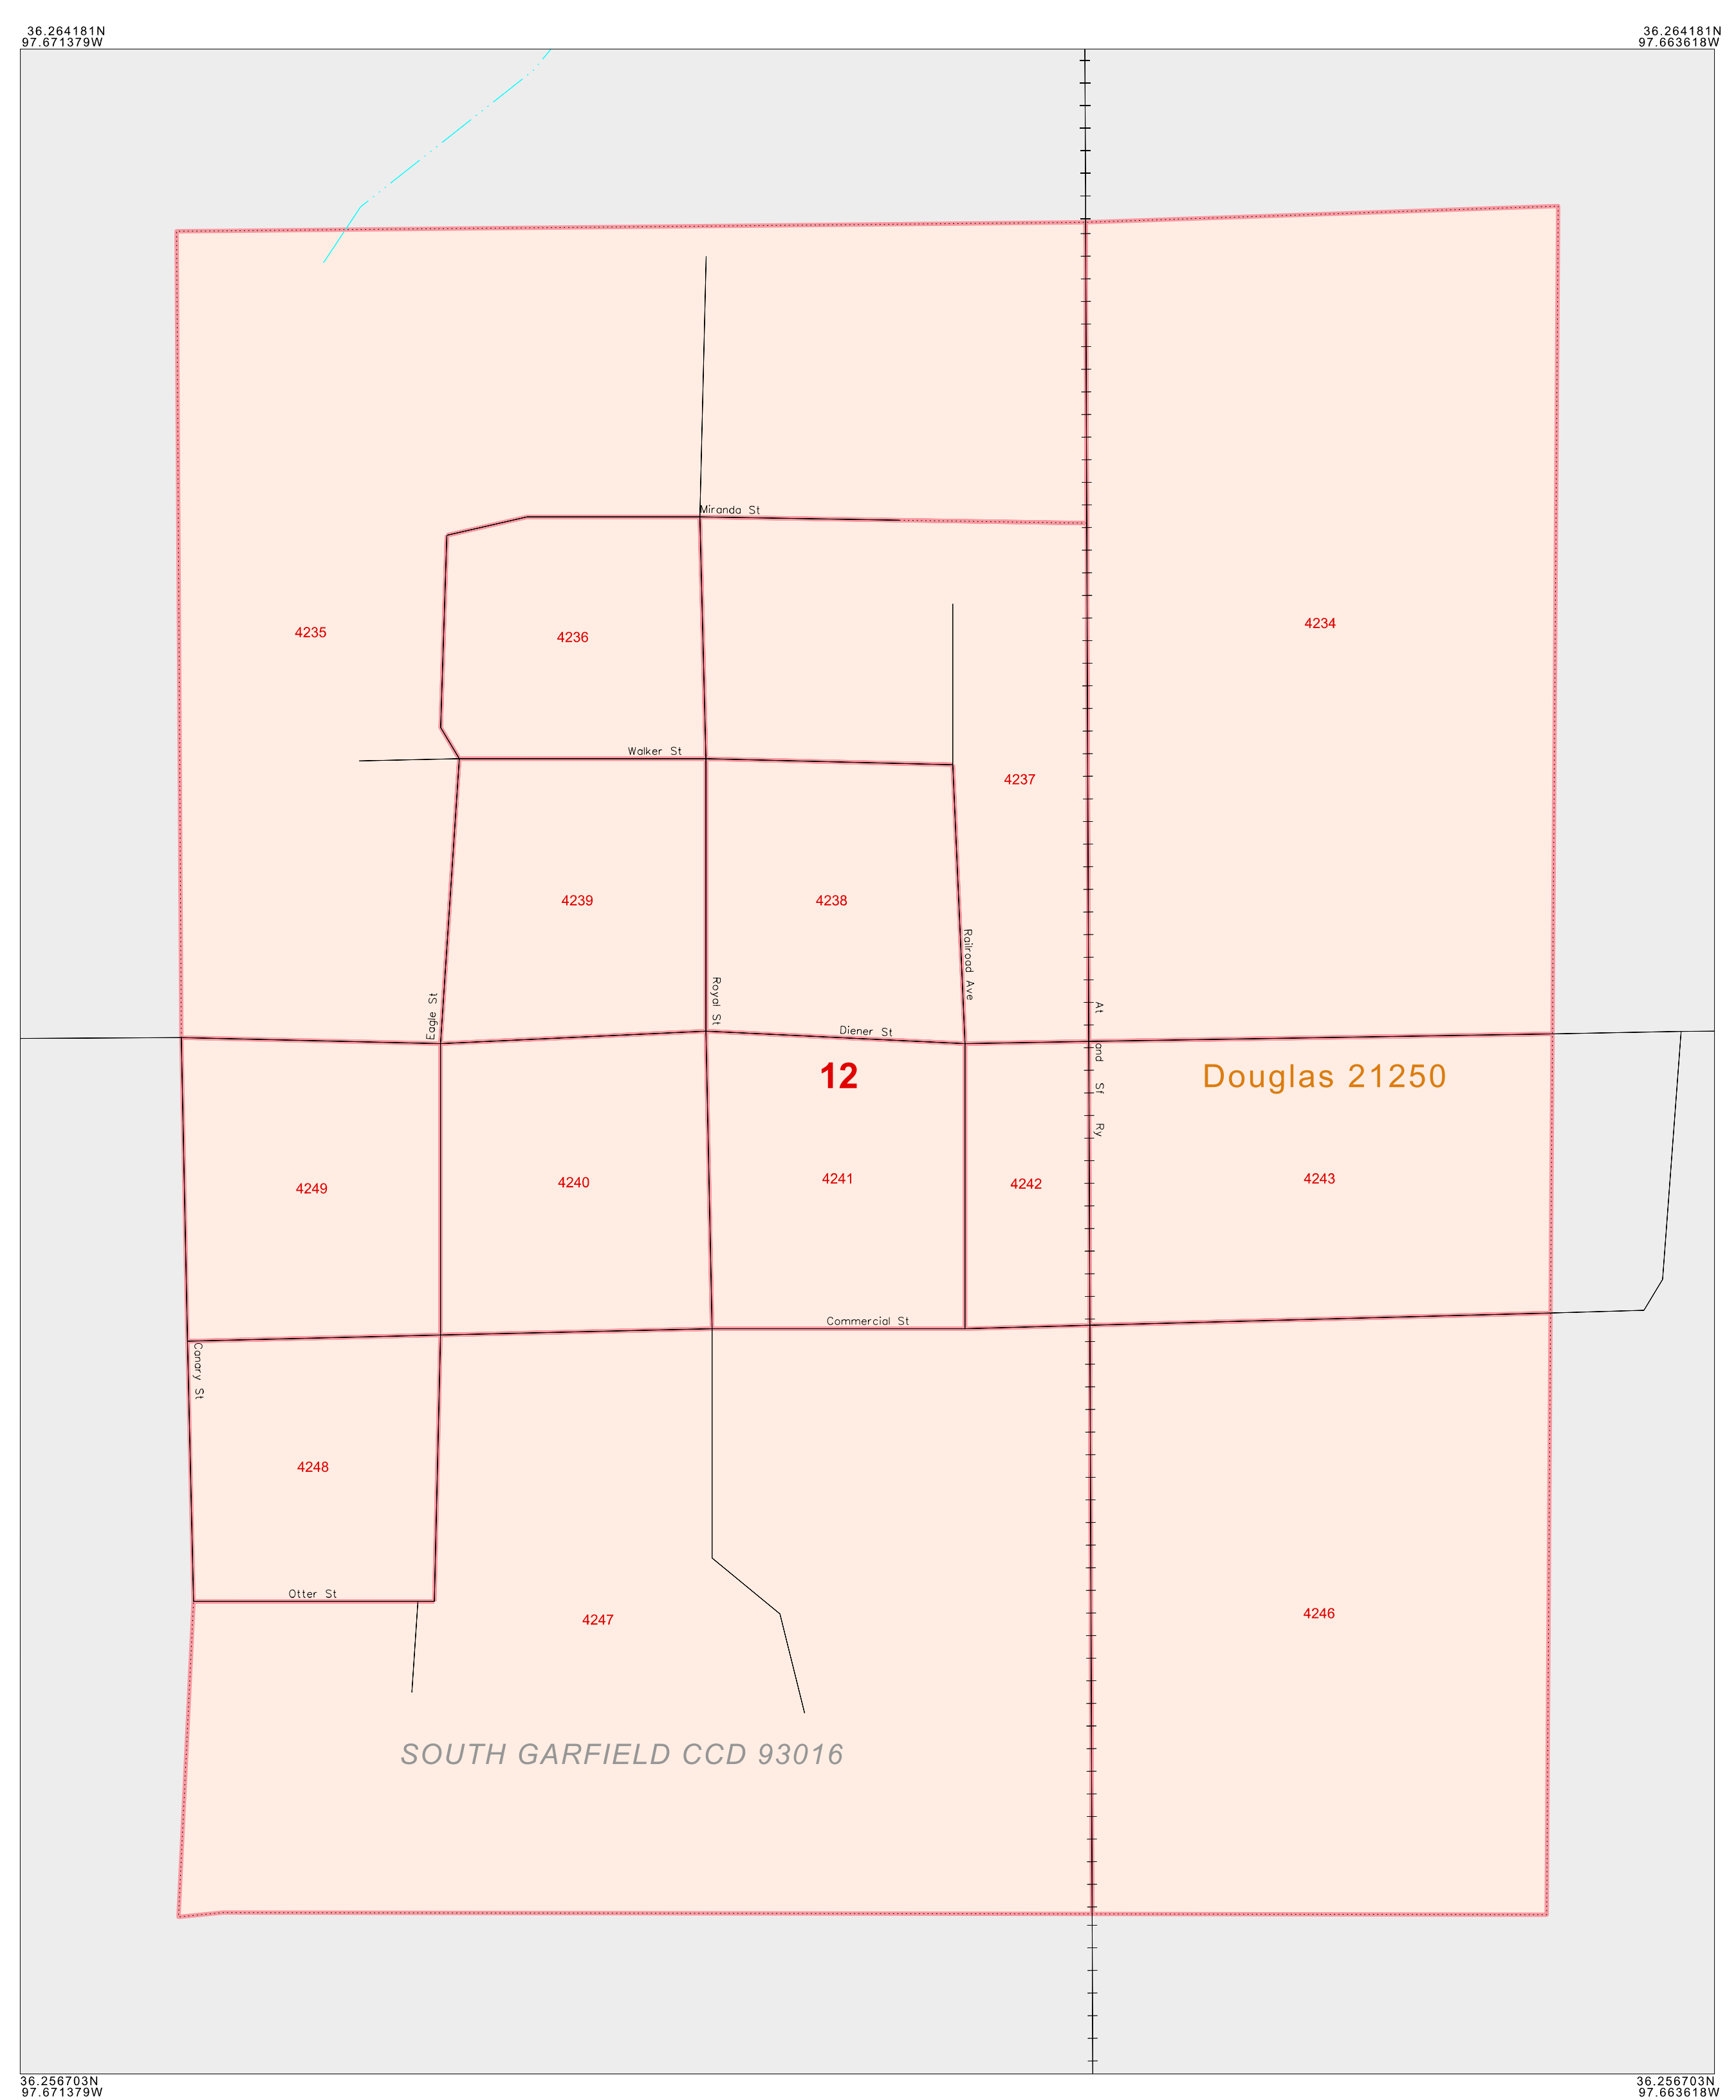 36.264181N
97.671379W
36.264181N
97.663618W
Miranda St
4235
4236
4234
Walker St
4237
4239
4238
Railroad Ave
Royal St
Eagle St
Diener St
At and Sf Ry
12
Douglas 21250
4249
4240
4241
4242
4243
Commercial St
Canary St
4248
Otter St
4247
4246
SOUTH GARFIELD CCD 93016
36.256703N
97.671379W
36.256703N
97.663618W